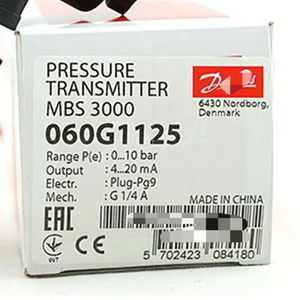 PRESSURE
TRANSMITTER
MBS 3000
060G1125
6430 Nordborg,
Denmark
Range P(e) : 0...10 bar
Output : 4...20 mA
Electr. : Plug-Pg9
Mech. : G 1/4 A
MADE IN CHINA
EAC
CE
5 702423 084180